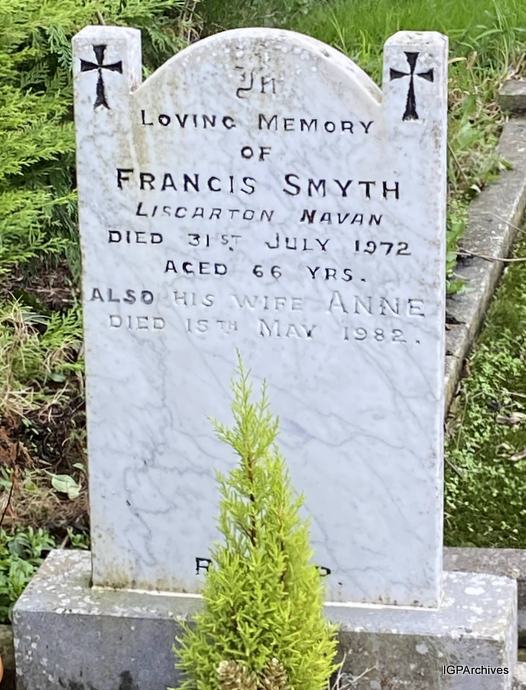 In
LOVING MEMORY
OF
FRANCIS SMYTH
LISCARTON NAVAN
DIED 31ST JULY 1972
AGED 66 YRS.
ALSO HIS WIFE ANNE
DIED 15TH MAY 1982.
IGPArchives